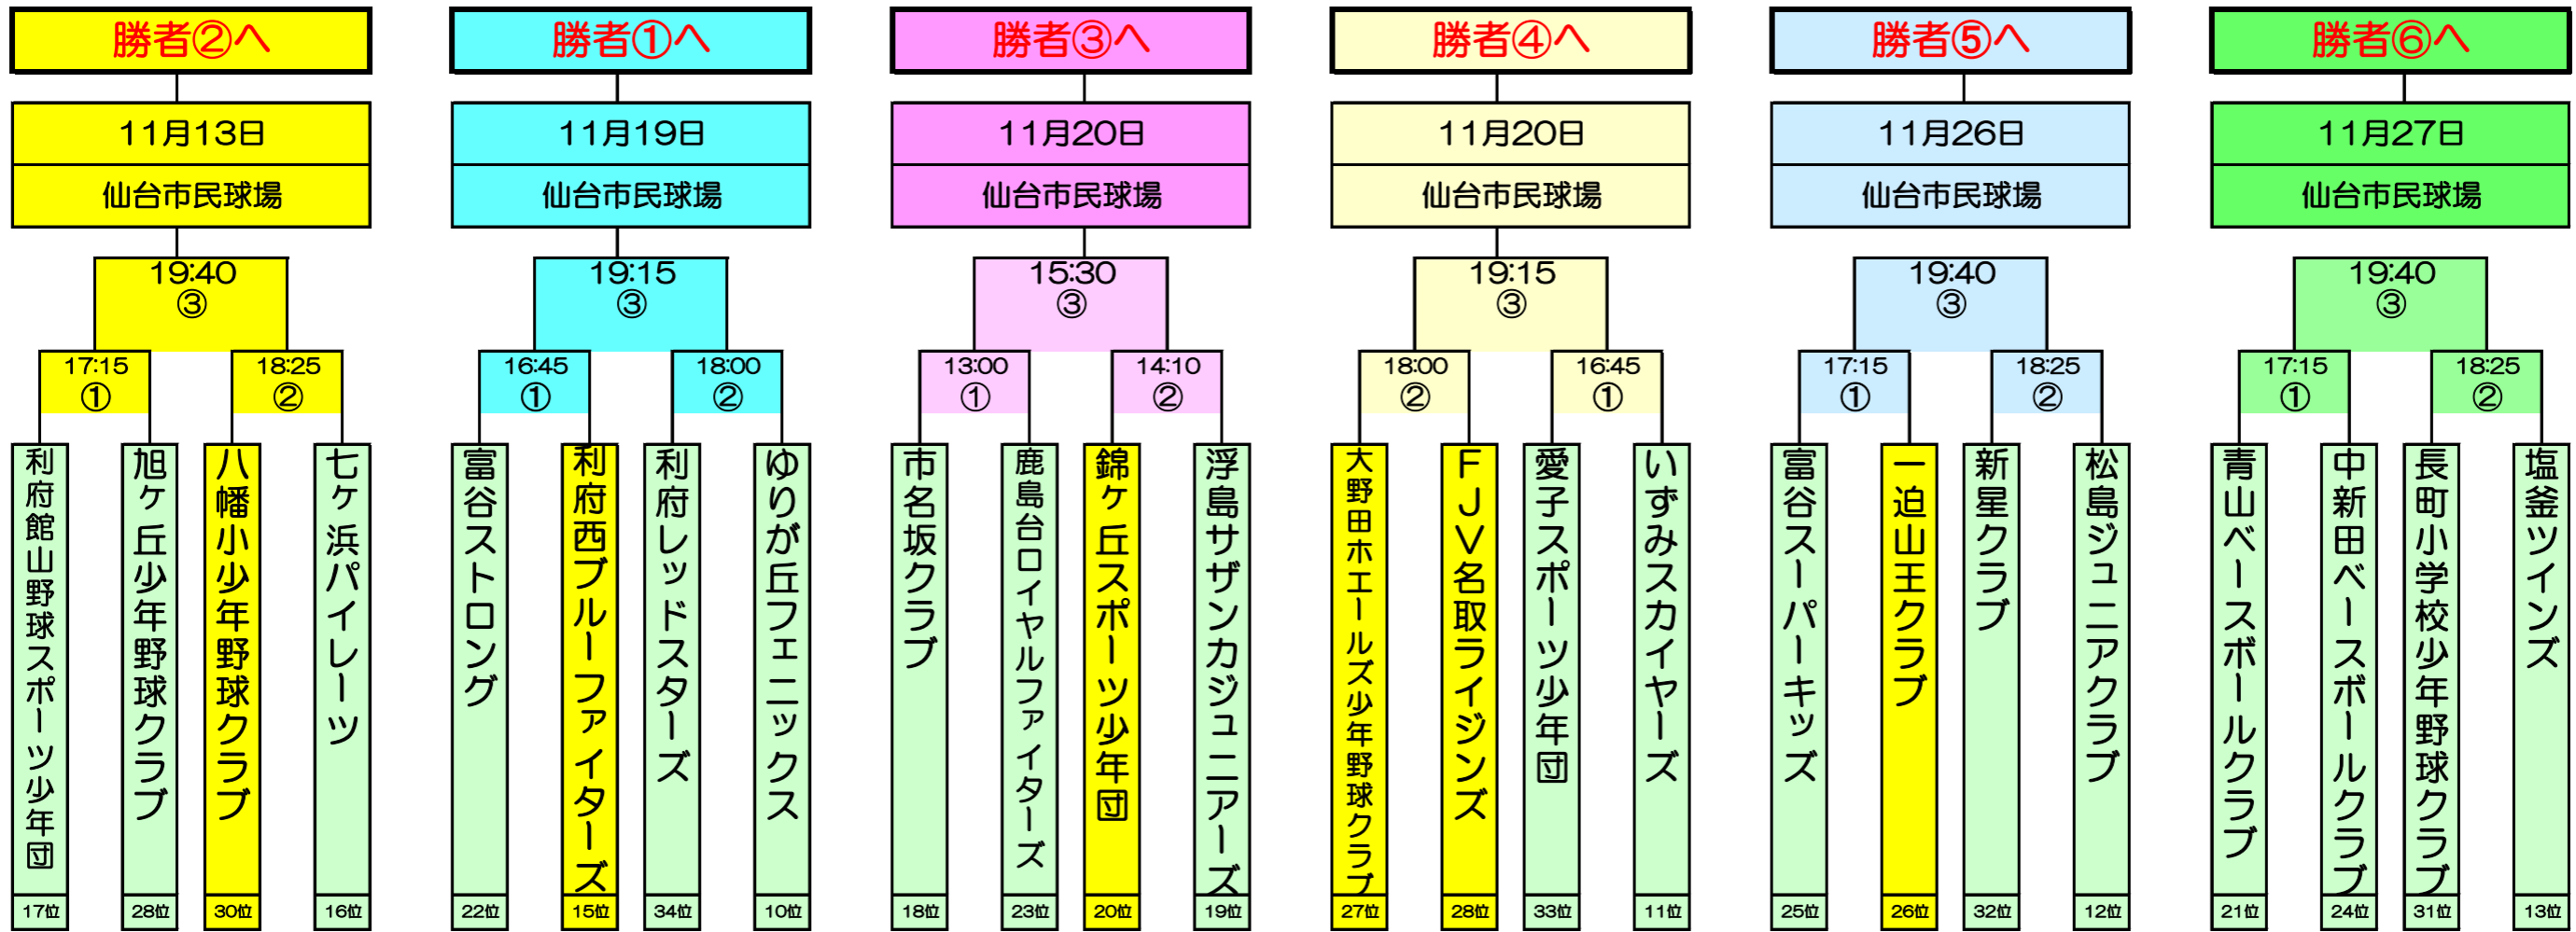 勝者②へ
11月13日
仙台市民球場
19:40
③
17:15
①
18:25
②
利府館山野球スポーツ少年団
17位
旭ケ丘少年野球クラブ
28位
八幡小少年野球クラブ
30位
七ケ浜パイレーツ
16位
勝者①へ
11月19日
仙台市民球場
19:15
③
16:45
①
18:00
②
富谷ストロング
22位
利府西ブルーファイターズ
15位
利府レッドスターズ
34位
ゆりが丘フェニックス
10位
勝者③へ
11月20日
仙台市民球場
15:30
③
13:00
①
14:10
②
市名坂クラブ
18位
鹿島台ロイヤルファイターズ
23位
錦ケ丘スポーツ少年団
20位
浮島サザンカジュニアーズ
19位
勝者④へ
11月20日
仙台市民球場
19:15
③
18:00
②
16:45
①
大野田ホエールズ少年野球クラブ
27位
FJV名取ライジンズ
28位
愛子スポーツ少年団
33位
いずみスカイヤーズ
11位
勝者⑤へ
11月26日
仙台市民球場
19:40
③
17:15
①
18:25
②
富谷スーパーキッズ
25位
一迫山王クラブ
26位
新星クラブ
32位
松島ジュニアクラブ
12位
勝者⑥へ
11月27日
仙台市民球場
19:40
③
17:15
①
18:25
②
青山ベースボールクラブ
21位
中新田ベースボールクラブ
24位
長町小学校少年野球クラブ
31位
塩釜ツインズ
13位